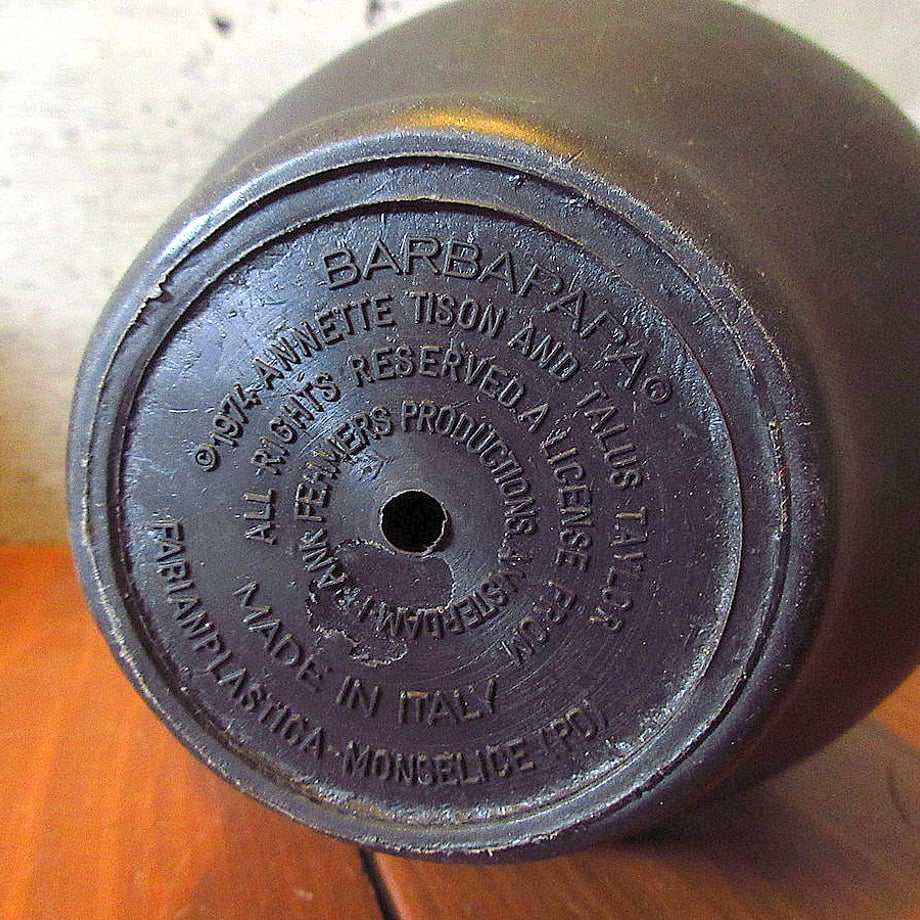 BARBAPAPA©
©1974 ANNETTE TISON AND TALUS TAYLOR
ALL RIGHTS RESERVED. A LICENSE FROM
FRANK FEHMERS PRODUCTIONS AMSTERDAM
MADE IN ITALY
FABIANPLASTICA-MONSELICE (PD)